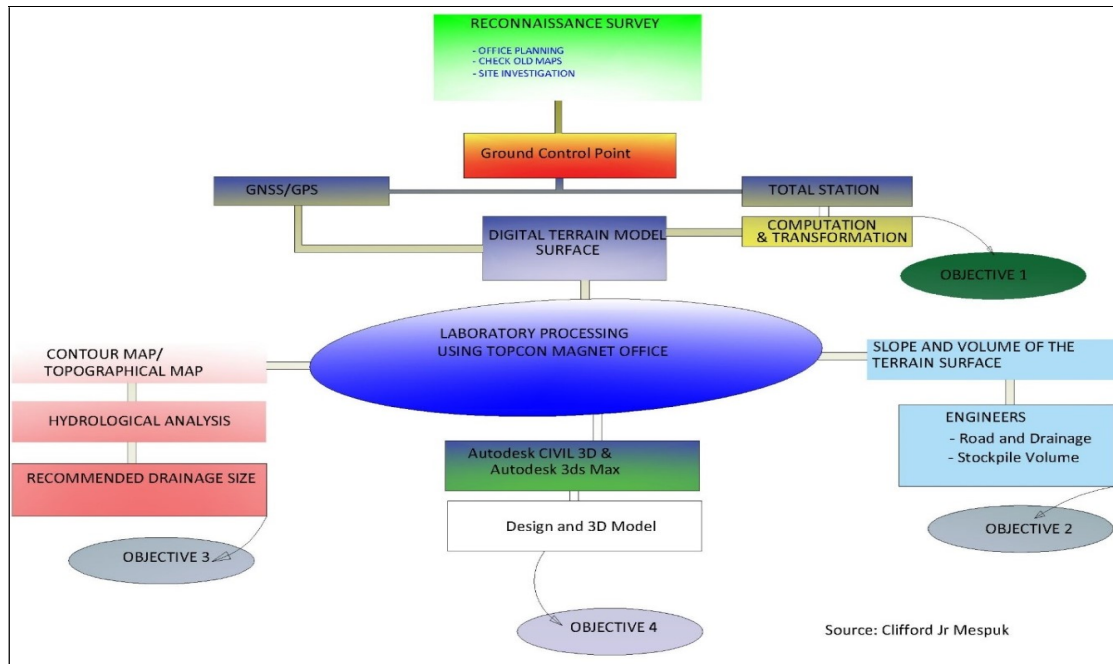 RECONNAISSANCE SURVEY
- OFFICE PLANNING
- CHECK OLD MAPS
- SITE INVESTIGATION
Ground Control Point
GNSS/GPS
TOTAL STATION
DIGITAL TERRAIN MODEL
SURFACE
COMPUTATION
& TRANSFORMATION
OBJECTIVE 1
LABORATORY PROCESSING
USING TOPCON MAGNET OFFICE
CONTOUR MAP/
TOPOGRAPHICAL MAP
SLOPE AND VOLUME OF THE
TERRAIN SURFACE
HYDROLOGICAL ANALYSIS
ENGINEERS
- Road and Drainage
- Stockpile Volume
RECOMMENDED DRAINAGE SIZE
Autodesk CIVIL 3D &
Autodesk 3ds Max
Design and 3D Model
OBJECTIVE 2
OBJECTIVE 3
OBJECTIVE 4
Source: Clifford Jr Mespuk